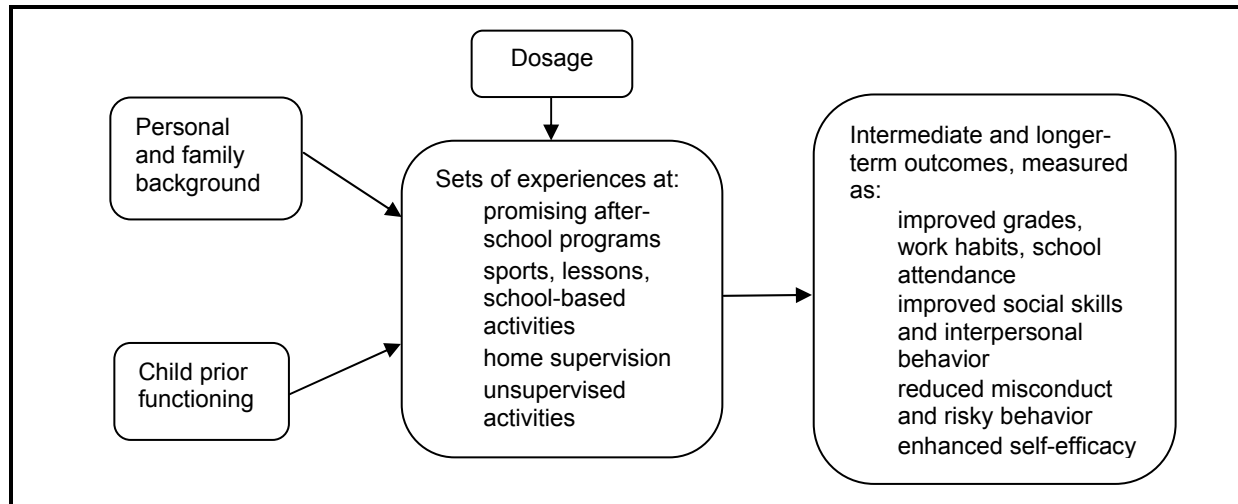 Dosage
Personal
and family
background
Child prior
functioning
Sets of experiences at:
promising after-
school programs
sports, lessons,
school-based
activities
home supervision
unsupervised
activities
Intermediate and longer-
term outcomes, measured
as:
improved grades,
work habits, school
attendance
improved social skills
and interpersonal
behavior
reduced misconduct
and risky behavior
enhanced self-efficacy